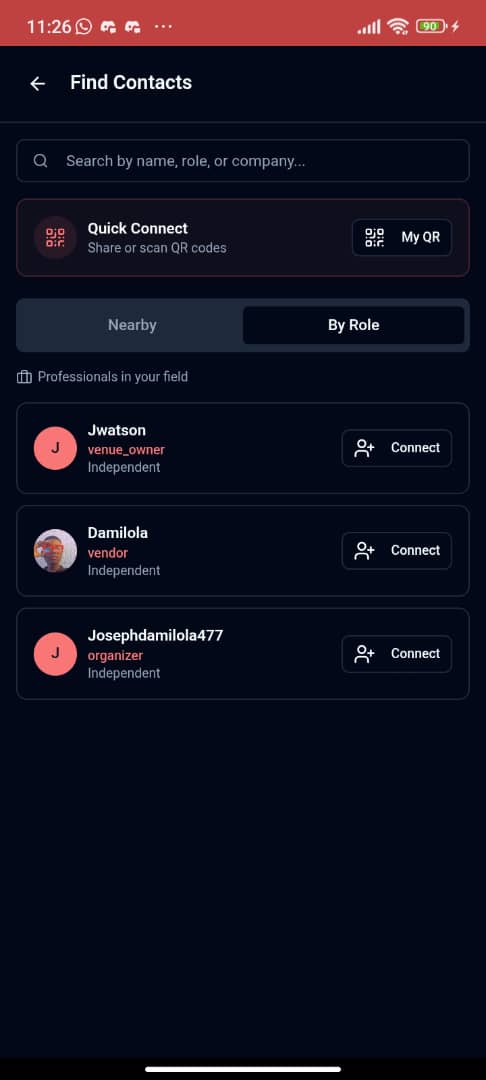 11:26
90
Find Contacts
Search by name, role, or company...
Quick Connect
Share or scan QR codes
My QR
Nearby
By Role
Professionals in your field
J
Jwatson
venue_owner
Independent
Connect
Damilola
vendor
Independent
Connect
J
Josephdamilola477
organizer
Independent
Connect